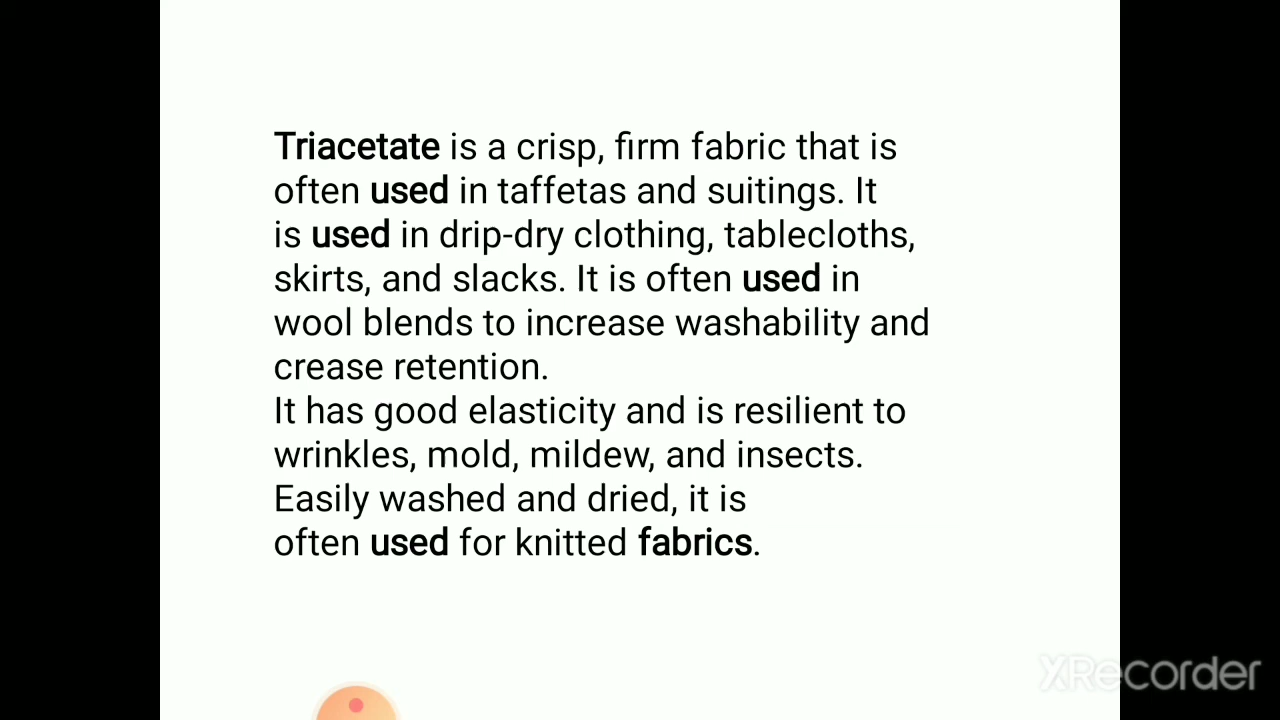 Triacetate is a crisp, firm fabric that is
often used in taffetas and suitings. It
is used in drip-dry clothing, tablecloths,
skirts, and slacks. It is often used in
wool blends to increase washability and
crease retention.
It has good elasticity and is resilient to
wrinkles, mold, mildew, and insects.
Easily washed and dried, it is
often used for knitted fabrics.
XRecorder